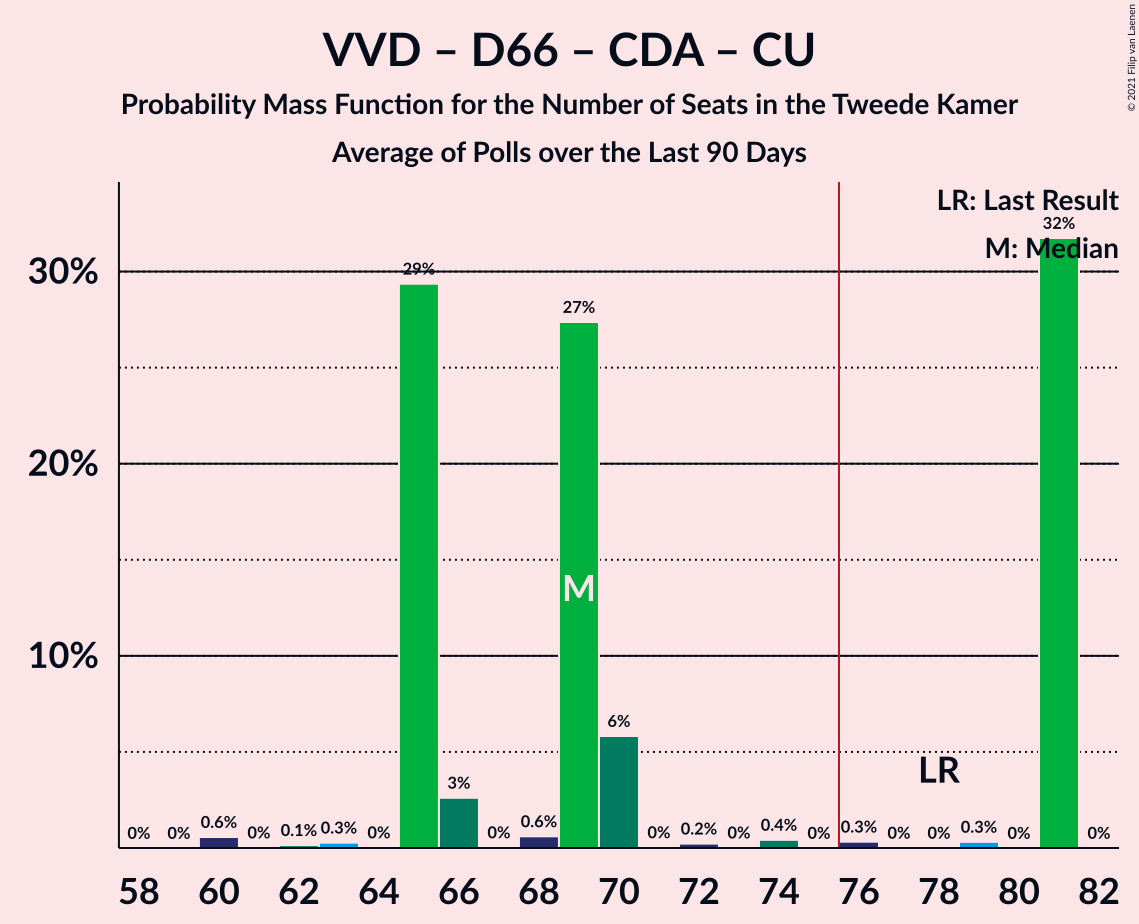 VVD – D66 – CDA – CU
Probability Mass Function for the Number of Seats in the Tweede Kamer
Average of Polls over the Last 90 Days
© 2021 Filip van Laenen
LR: Last Result
M: Median
30%
20%
10%
0% 0% 0.6% 0% 0.1% 0.3% 0% 29% 3% 0% 0.6% 27% 6% 0% 0.2% 0% 0.4% 0% 0.3% 0% 0% 0.3% 0% 32% 0%
M
LR
58 60 62 64 66 68 70 72 74 76 78 80 82